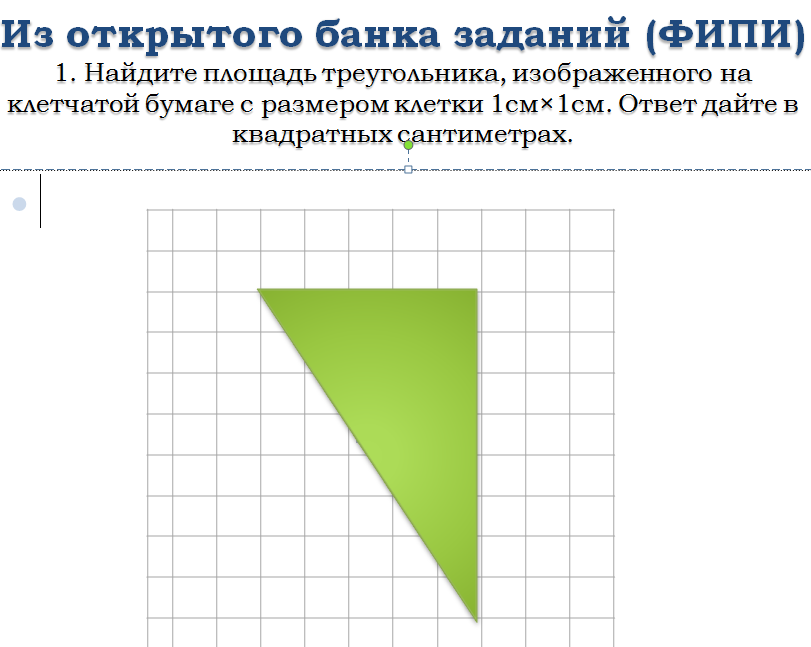 Из открытого банка заданий (ФИПИ)
1. Найдите площадь треугольника, изображенного на
клетчатой бумаге с размером клетки 1см×1см. Ответ дайте в
квадратных сантиметрах.